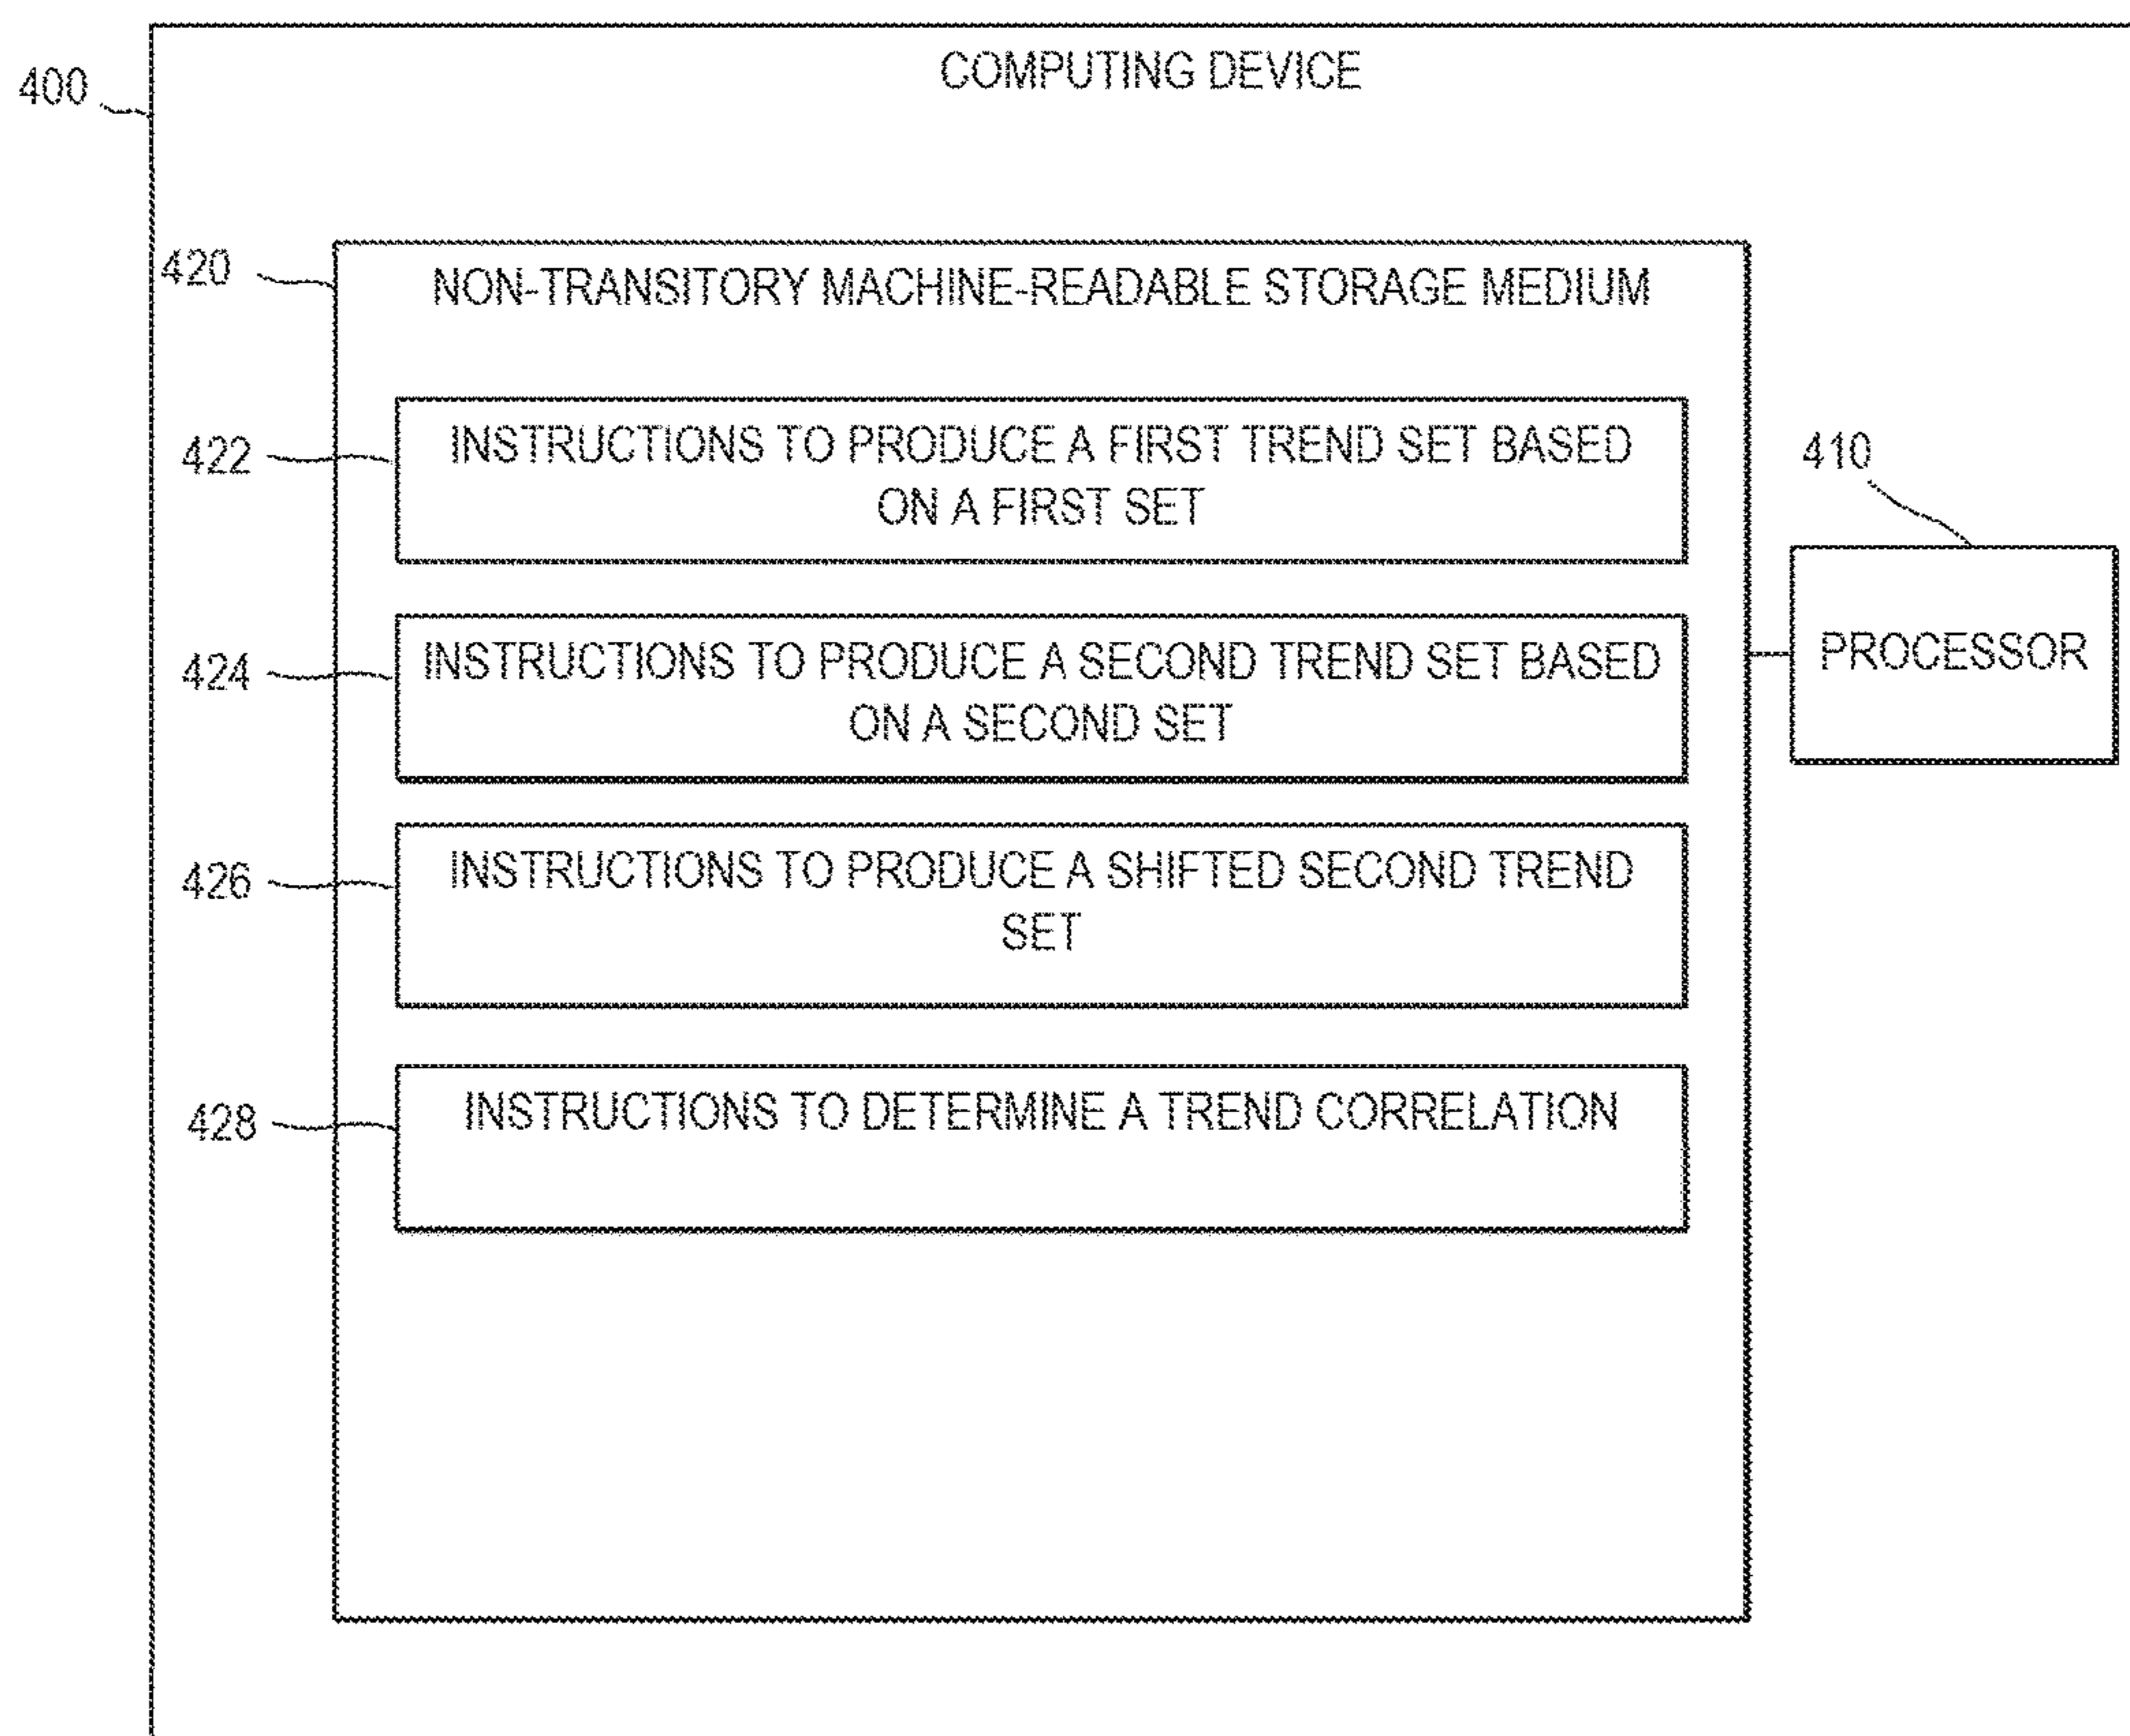 COMPUTING DEVICE
400
420
NON-TRANSITORY MACHINE-READABLE STORAGE MEDIUM
422
INSTRUCTIONS TO PRODUCE A FIRST TREND SET BASED
ON A FIRST SET
410
PROCESSOR
424
INSTRUCTIONS TO PRODUCE A SECOND TREND SET BASED
ON A SECOND SET
426
INSTRUCTIONS TO PRODUCE A SHIFTED SECOND TREND
SET
428
INSTRUCTIONS TO DETERMINE A TREND CORRELATION